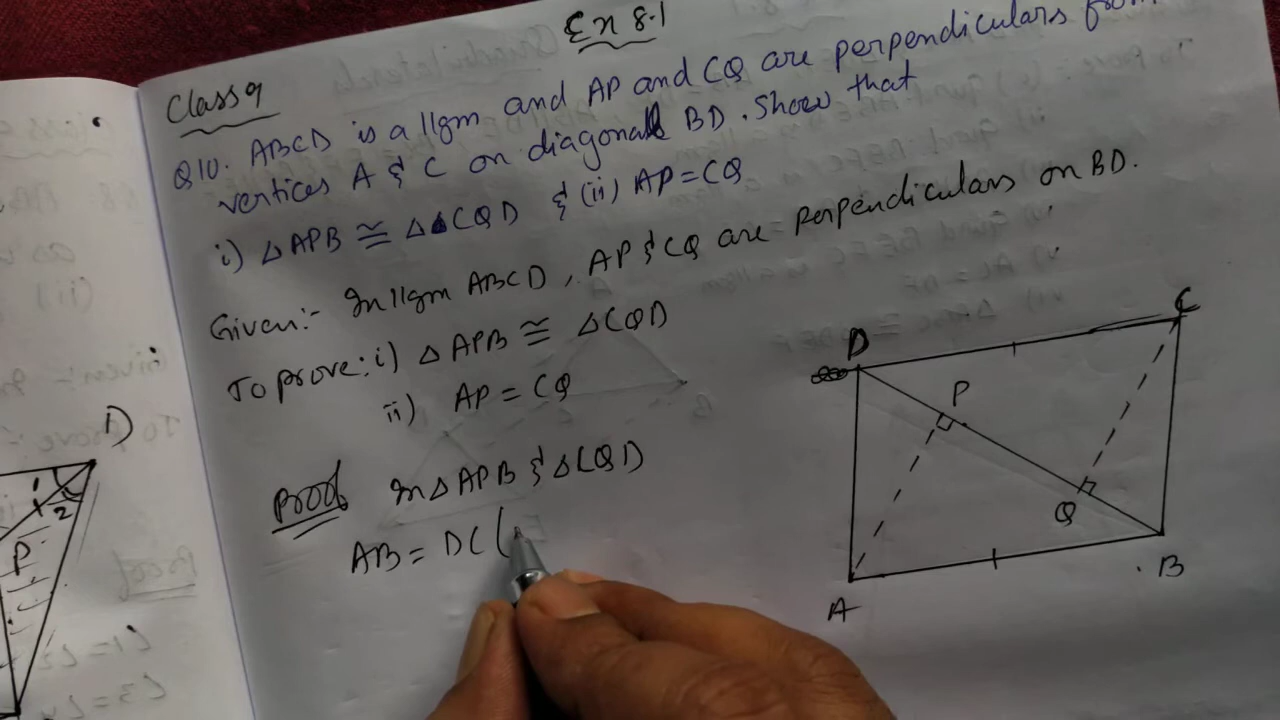 Ex 8.1
Class 9
Q10. ABCD is a llgm and AP and CQ are perpendiculars from
vertices A & C on diagonal BD. Show that
i) △APB ≅ △CQD & (ii) AP = CQ
Given:- In llgm ABCD, AP & CQ are perpendiculars on BD.
To prove: i) △APB ≅ △CQD
ii) AP = CQ
Proof In △APB & △CQD
AB = DC (
D
C
P
Q
A
B
D
1
2
P